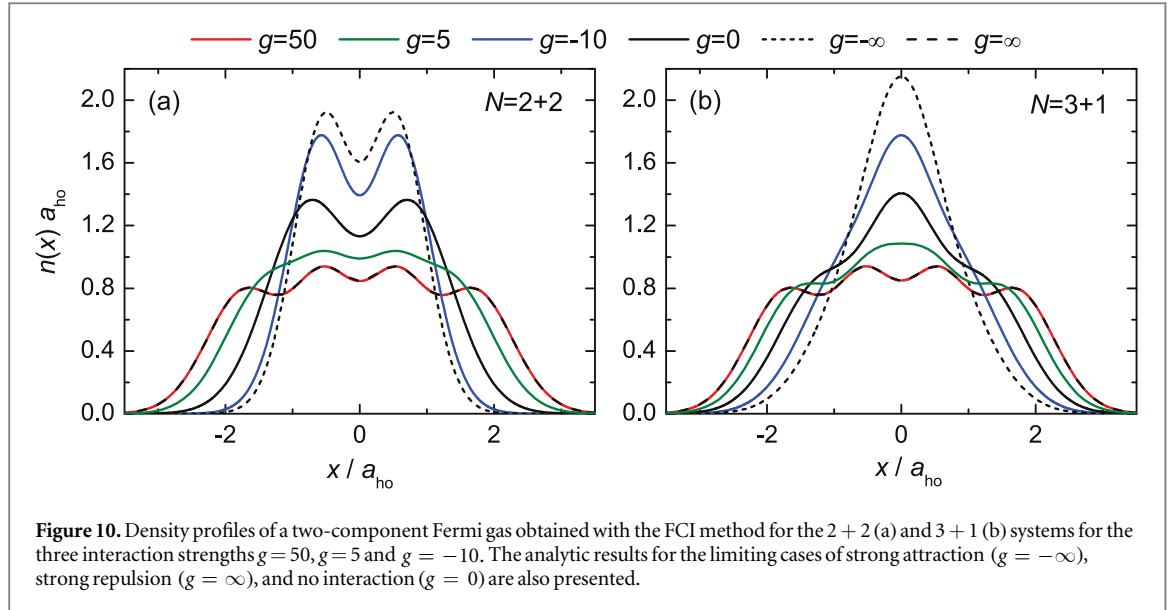 g=50 g=5 g=-10 g=0 g=-∞ g=∞
(a) N=2+2
(b) N=3+1
n(x) a_ho
2.0
1.6
1.2
0.8
0.4
0.0
-2 0 2
x / a_ho
2.0
1.6
1.2
0.8
0.4
0.0
-2 0 2
x / a_ho
Figure 10. Density profiles of a two-component Fermi gas obtained with the FCI method for the 2 + 2 (a) and 3 + 1 (b) systems for the
three interaction strengths g = 50, g = 5 and g = −10. The analytic results for the limiting cases of strong attraction (g = −∞),
strong repulsion (g = ∞), and no interaction (g = 0) are also presented.